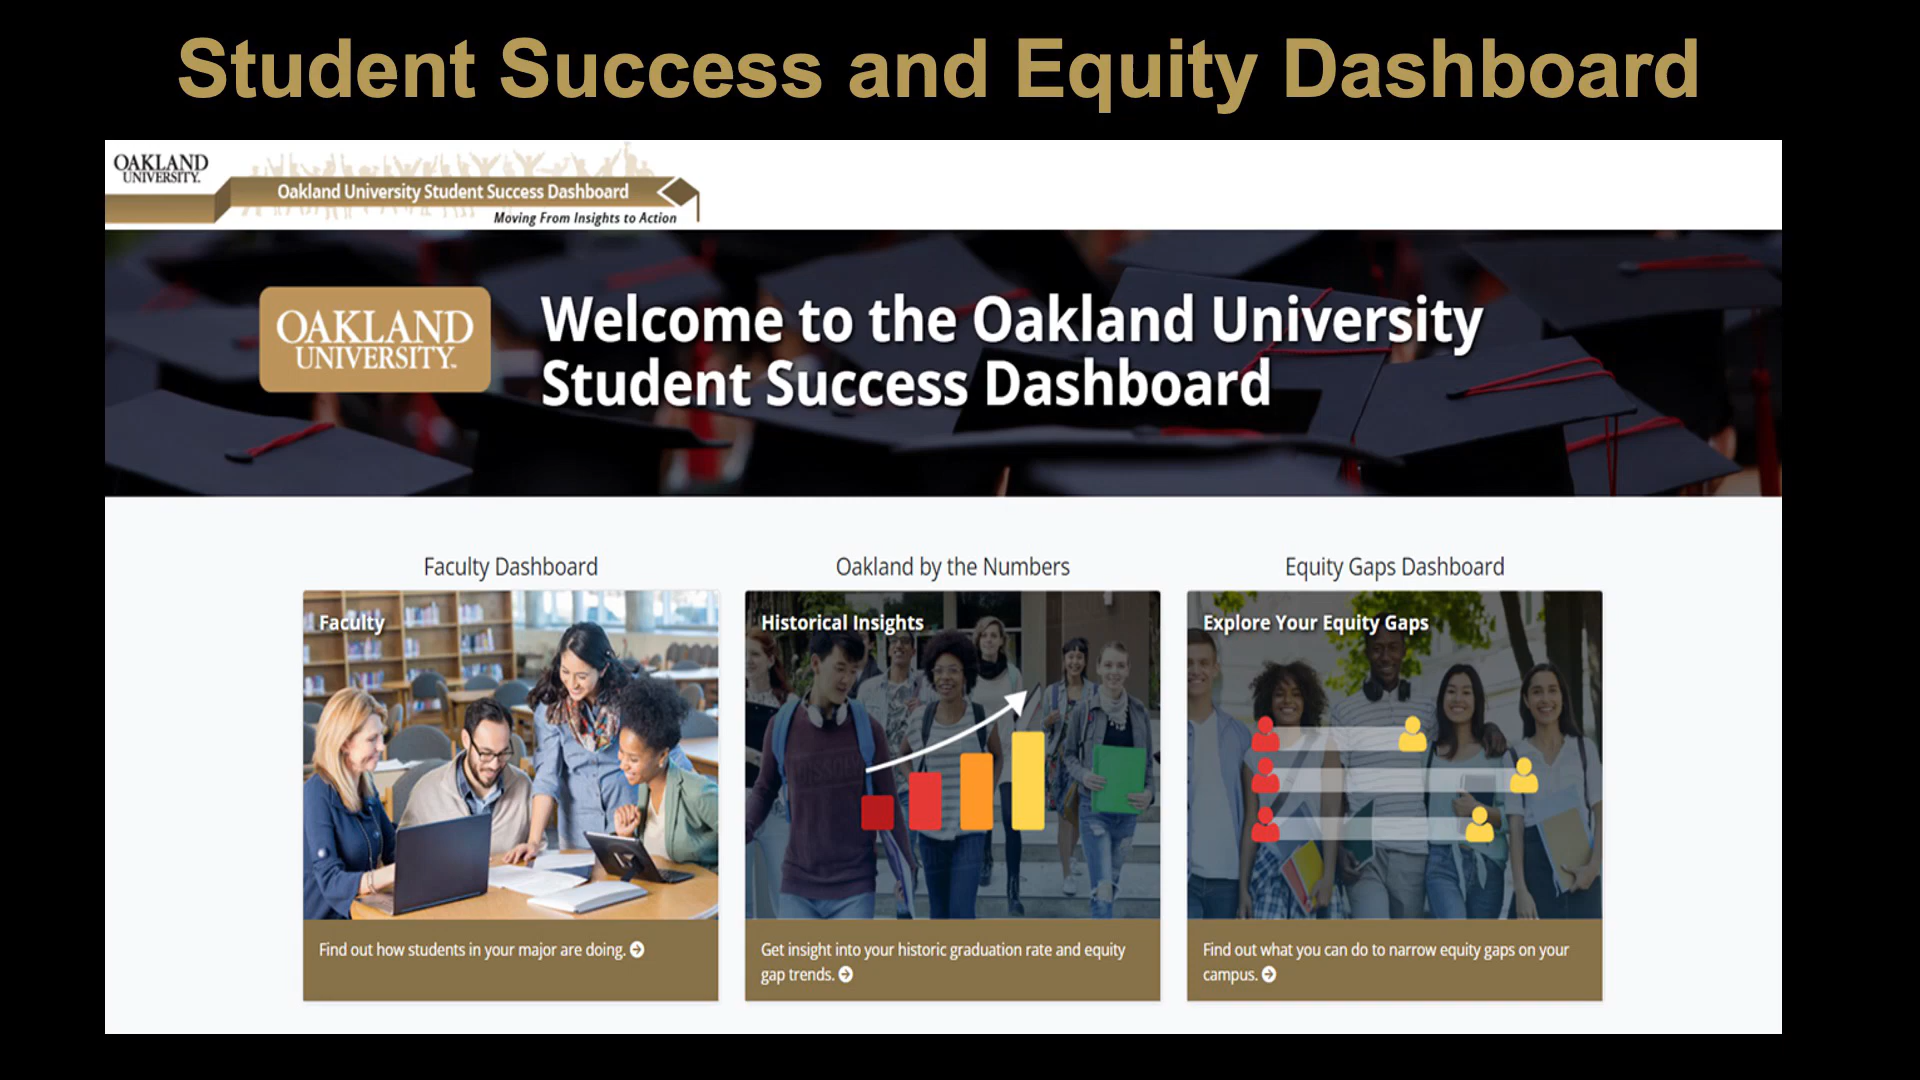 Student Success and Equity Dashboard
OAKLAND
UNIVERSITY.
Oakland University Student Success Dashboard
Moving From Insights to Action
OAKLAND
UNIVERSITY.
Welcome to the Oakland University
Student Success Dashboard
Faculty Dashboard
Faculty
Find out how students in your major are doing.
Oakland by the Numbers
Historical Insights
Get insight into your historic graduation rate and equity
gap trends.
Equity Gaps Dashboard
Explore Your Equity Gaps
Find out what you can do to narrow equity gaps on your
campus.